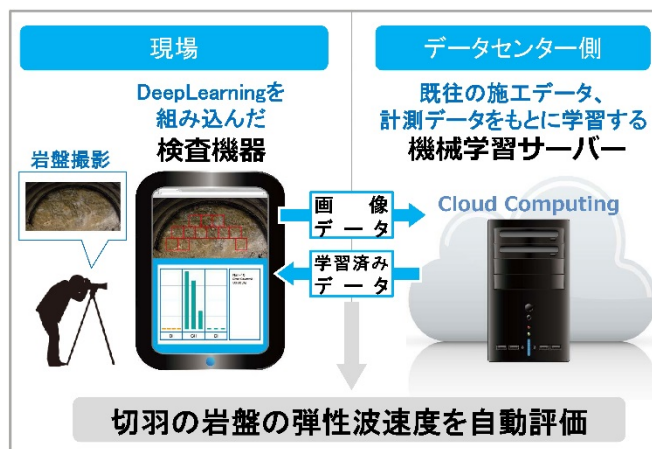 現場
データセンター側
DeepLearningを
組み込んだ
検査機器
既往の施工データ、
計測データをもとに学習する
機械学習サーバー
岩盤撮影
画像
データ
Cloud Computing
学習済み
データ
切羽の岩盤の弾性波速度を自動評価